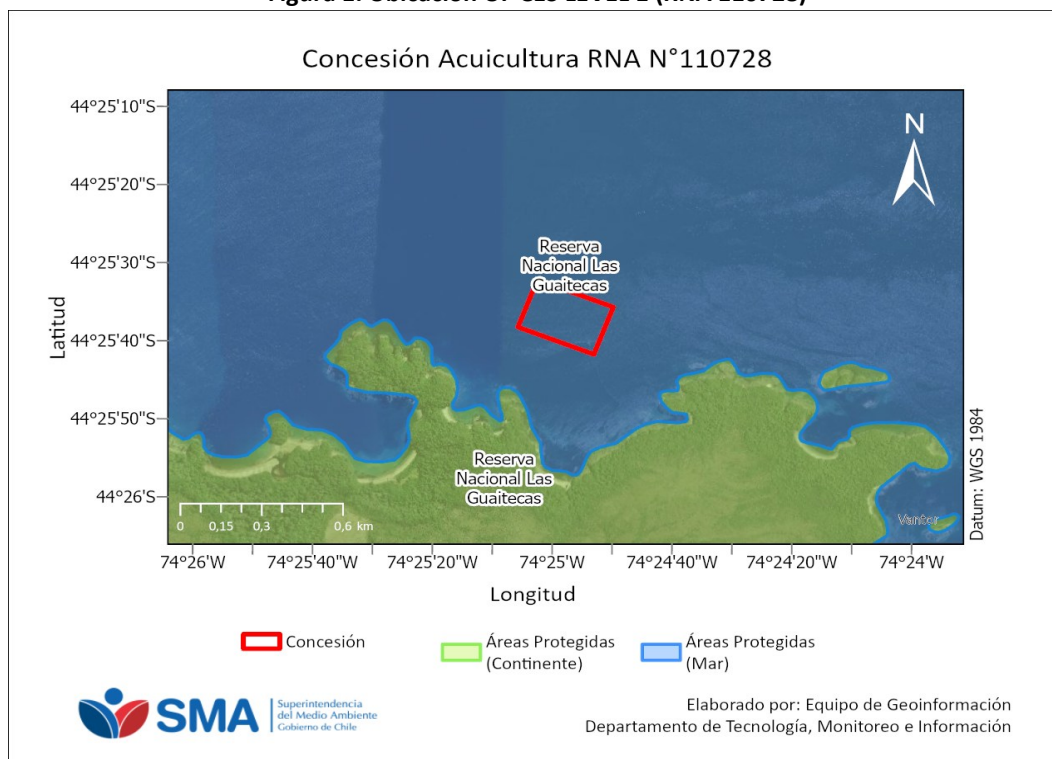 Concesión Acuicultura RNA N°110728
44°25'10"S
44°25'20"S
44°25'30"S
44°25'40"S
44°25'50"S
44°26'S
Latitud
N
Reserva
Nacional Las
Guaitecas
Reserva
Nacional Las
Guaitecas
0 0,15 0,3 0,6 km
Vantor
Datum: WGS 1984
74°26'W 74°25'40"W 74°25'20"W 74°25'W 74°24'40"W 74°24'20"W 74°24'W
Longitud
Concesión
Áreas Protegidas
(Continente)
Áreas Protegidas
(Mar)
SMA
Superintendencia
del Medio Ambiente
Gobierno de Chile
Elaborado por: Equipo de Geoinformación
Departamento de Tecnología, Monitoreo e Información